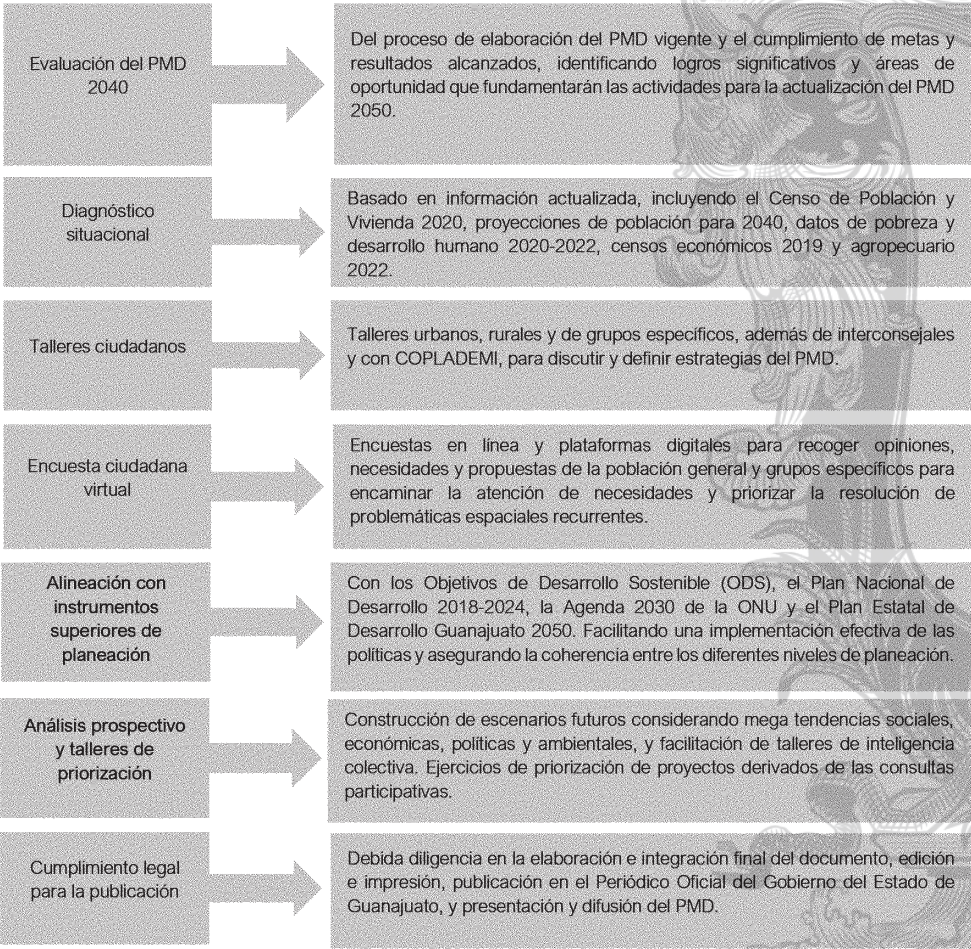 Evaluación del PMD
2040
Del proceso de elaboración del PMD vigente y el cumplimiento de metas y
resultados alcanzados, identificando logros significativos y áreas de
oportunidad que fundamentarán las actividades para la actualización del PMD
2050.
Diagnóstico
situacional
Basado en información actualizada, incluyendo el Censo de Población y
Vivienda 2020, proyecciones de población para 2040, datos de pobreza y
desarrollo humano 2020-2022, censos económicos 2019 y agropecuario
2022.
Talleres ciudadanos
Talleres urbanos, rurales y de grupos específicos, además de interconsejales
y con COPLADEMI, para discutir y definir estrategias del PMD.
Encuesta ciudadana
virtual
Encuestas en línea y plataformas digitales para recoger opiniones,
necesidades y propuestas de la población general y grupos específicos para
encaminar la atención de necesidades y priorizar la resolución de
problemáticas espaciales recurrentes.
Alineación con
instrumentos
superiores de
planeación
Con los Objetivos de Desarrollo Sostenible (ODS), el Plan Nacional de
Desarrollo 2018-2024, la Agenda 2030 de la ONU y el Plan Estatal de
Desarrollo Guanajuato 2050. Facilitando una implementación efectiva de las
políticas y asegurando la coherencia entre los diferentes niveles de planeación.
Análisis prospectivo
y talleres de
priorización
Construcción de escenarios futuros considerando mega tendencias sociales,
económicas, políticas y ambientales, y facilitación de talleres de inteligencia
colectiva. Ejercicios de priorización de proyectos derivados de las consultas
participativas.
Cumplimiento legal
para la publicación
Debida diligencia en la elaboración e integración final del documento, edición
e impresión, publicación en el Periódico Oficial del Gobierno del Estado de
Guanajuato, y presentación y difusión del PMD.